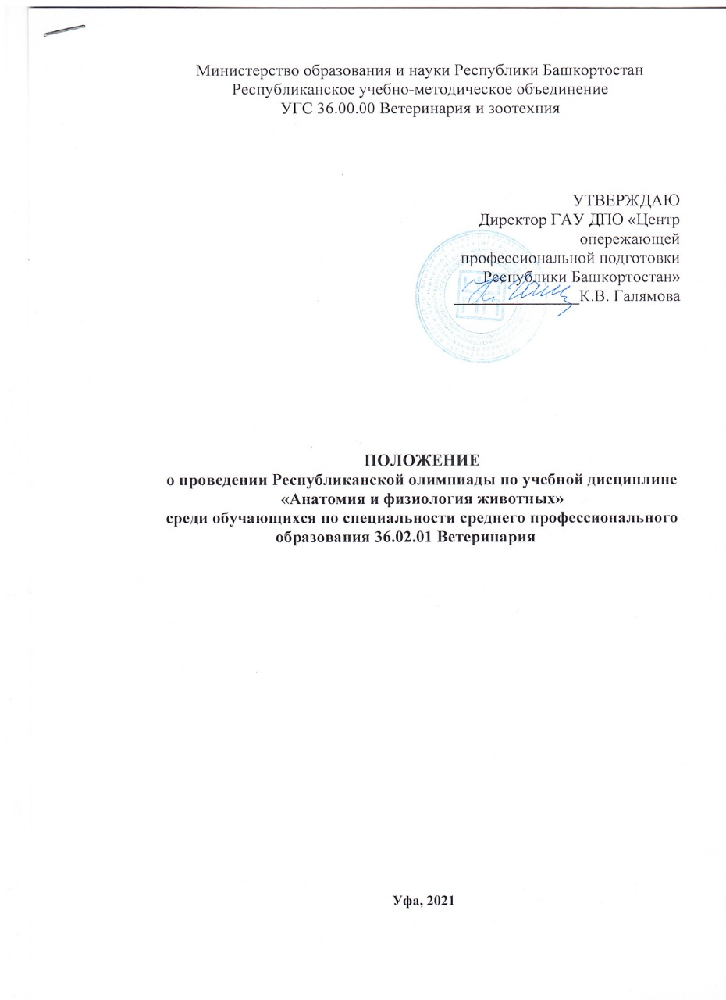 Министерство образования и науки Республики Башкортостан
Республиканское учебно-методическое объединение
УГС 36.00.00 Ветеринария и зоотехния
УТВЕРЖДАЮ
Директор ГАУ ДПО «Центр
опережающей
профессиональной подготовки
Республики Башкортостан»
К.В. Галямова
ПОЛОЖЕНИЕ
о проведении Республиканской олимпиады по учебной дисциплине
«Анатомия и физиология животных»
среди обучающихся по специальности среднего профессионального
образования 36.02.01 Ветеринария
Уфа, 2021